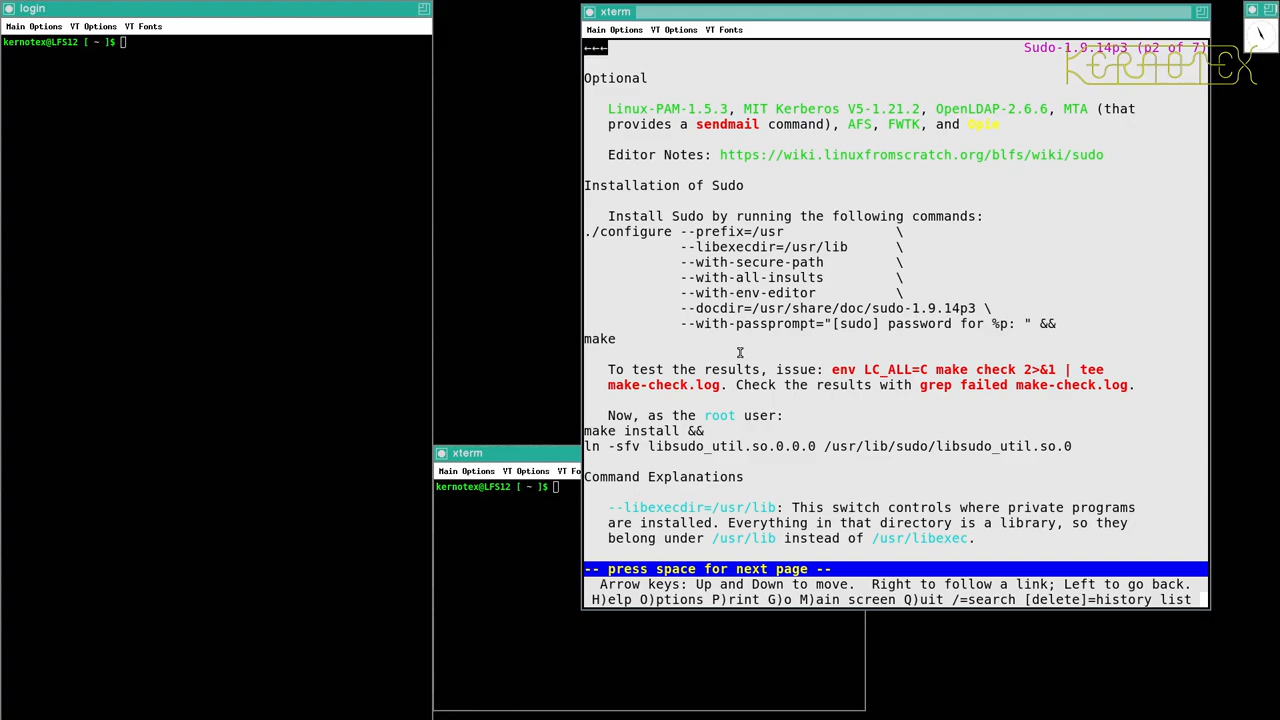 login
Main Options VT Options VT Fonts
kernotex@LFS12 [ ~ ]$
xterm
Main Options VT Options VT Fonts
←←← Sudo-1.9.14p3 (p2 of 7)
KERNOTEX
Optional
Linux-PAM-1.5.3, MIT Kerberos V5-1.21.2, OpenLDAP-2.6.6, MTA (that
provides a sendmail command), AFS, FWTK, and Opie
Editor Notes: https://wiki.linuxfromscratch.org/blfs/wiki/sudo
Installation of Sudo
Install Sudo by running the following commands:
./configure --prefix=/usr \
--libexecdir=/usr/lib \
--with-secure-path \
--with-all-insults \
--with-env-editor \
--docdir=/usr/share/doc/sudo-1.9.14p3 \
--with-passprompt="[sudo] password for %p: " &&
make
To test the results, issue: env LC_ALL=C make check 2>&1 | tee
make-check.log. Check the results with grep failed make-check.log.
Now, as the root user:
make install &&
ln -sfv libsudo_util.so.0.0.0 /usr/lib/sudo/libsudo_util.so.0
Command Explanations
--libexecdir=/usr/lib: This switch controls where private programs
are installed. Everything in that directory is a library, so they
belong under /usr/lib instead of /usr/libexec.
-- press space for next page --
Arrow keys: Up and Down to move. Right to follow a link; Left to go back.
H)elp O)ptions P)rint G)o M)ain screen Q)uit /=search [delete]=history list
xterm
Main Options VT Options VT Fo
kernotex@LFS12 [ ~ ]$